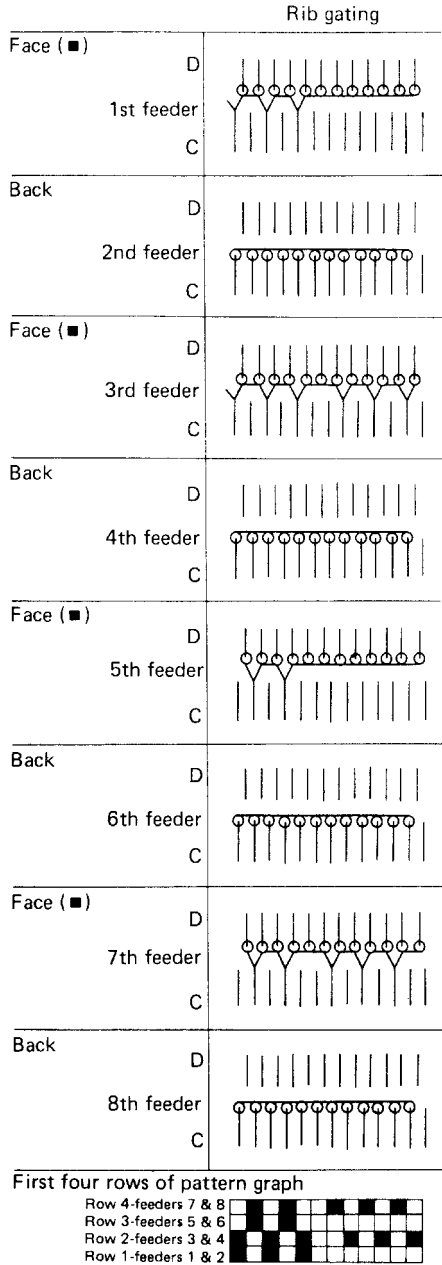 Rib gating
Face (■)
D
1st feeder
C
Back
D
2nd feeder
C
Face (■)
D
3rd feeder
C
Back
D
4th feeder
C
Face (■)
D
5th feeder
C
Back
D
6th feeder
C
Face (■)
D
7th feeder
C
Back
D
8th feeder
C
First four rows of pattern graph
Row 4-feeders 7 & 8
Row 3-feeders 5 & 6
Row 2-feeders 3 & 4
Row 1-feeders 1 & 2